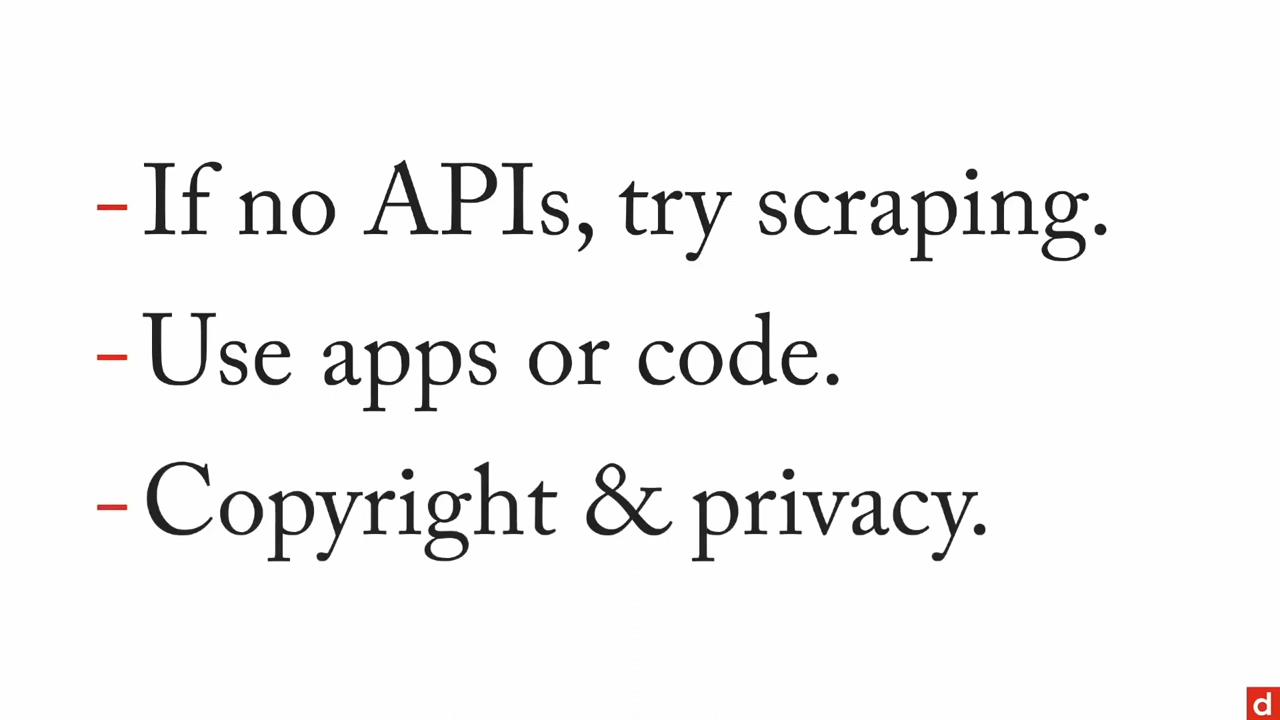 - If no APIs, try scraping.
- Use apps or code.
- Copyright & privacy.
d